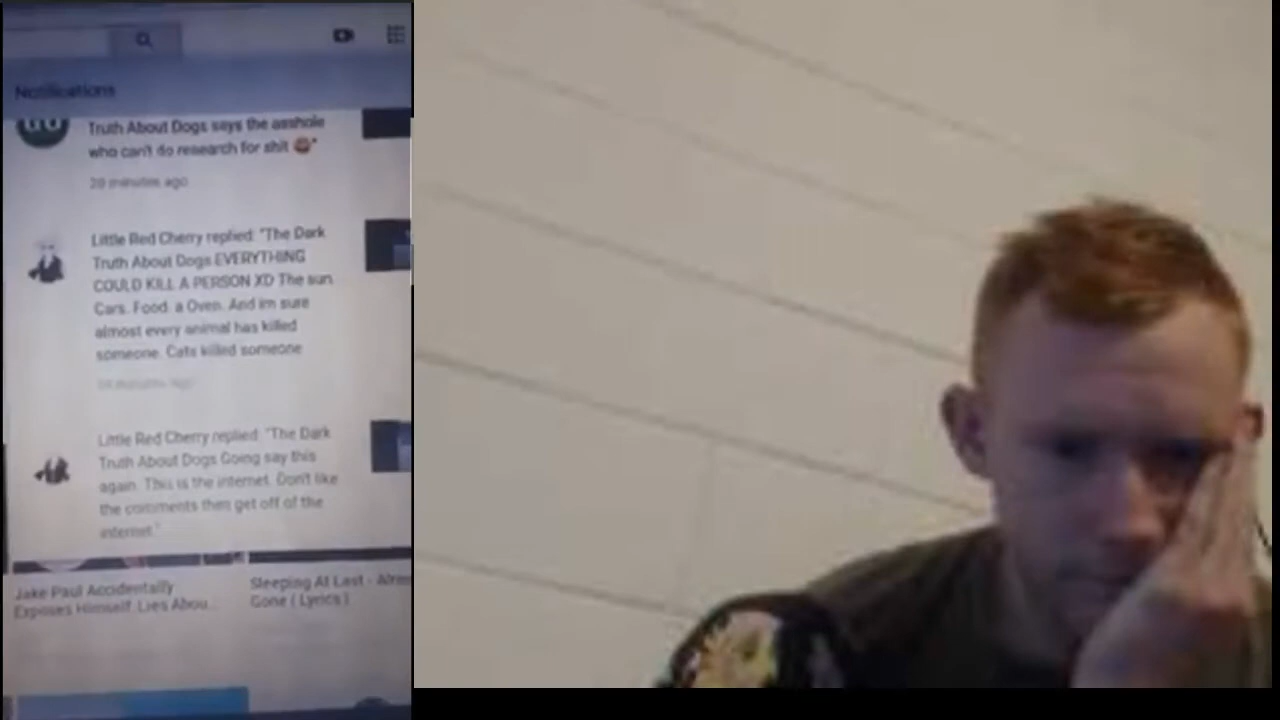 Notifications
Truth About Dogs says the asshole
who can't do research for shit
20 minutes ago
Little Red Cherry replied: "The Dark
Truth About Dogs EVERYTHING
COULD KILL A PERSON XD The sun.
Cars. Food. a Oven. And im sure
almost every animal has killed
someone. Cats killed someone
Little Red Cherry replied: "The Dark
Truth About Dogs Going say this
again. This is the internet. Don't like
the comments then get off of the
internet."
Jake Paul Accidentally
Exposes Himself. Lies Abou...
Sleeping At Last -
Gone ( Lyrics )